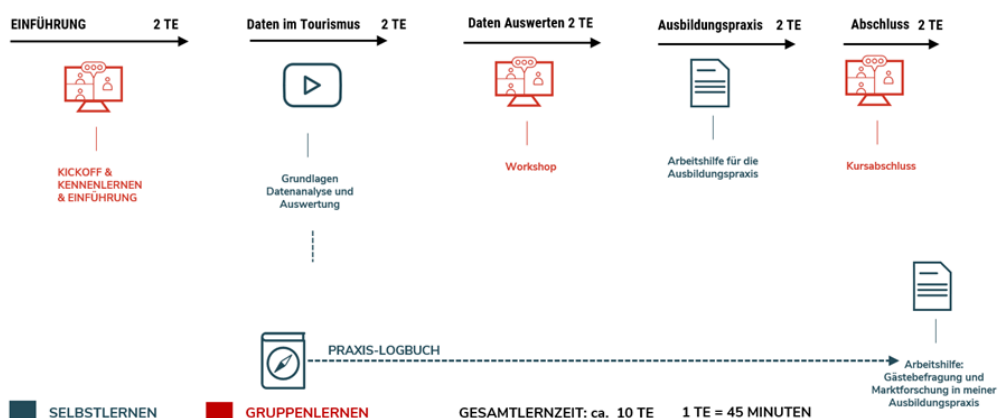 EINFÜHRUNG 2 TE
Daten im Tourismus 2 TE
Daten Auswerten 2 TE
Ausbildungspraxis 2 TE
Abschluss 2 TE
KICKOFF &
KENNENLERNEN
& EINFÜHRUNG
Grundlagen
Datenanalyse und
Auswertung
Workshop
Arbeitshilfe für die
Ausbildungspraxis
Kursabschluss
PRAXIS-LOGBUCH
Arbeitshilfe:
Gästebefragung und
Marktforschung in meiner
Ausbildungspraxis
SELBSTLERNEN
GRUPPENLERNEN
GESAMTLERNZEIT: ca. 10 TE
1 TE = 45 MINUTEN